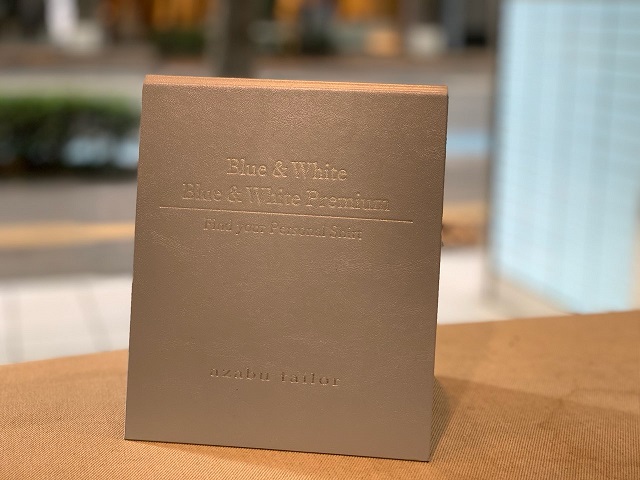 Blue & White
Blue & White Premium
Find your Personal Shirt
azabu tailor